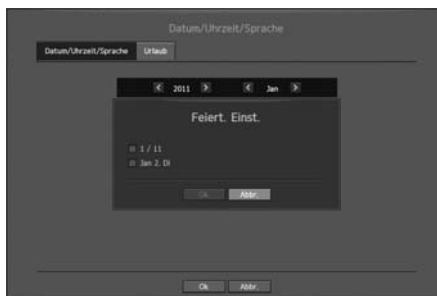 Datum/Uhrzeit/Sprache
Datum/Uhrzeit/Sprache Urlaub
< 2011 > < Jan >
Feiert. Einst.
1 / 11
Jan 2. Di
Ok Abbr.
Ok Abbr.